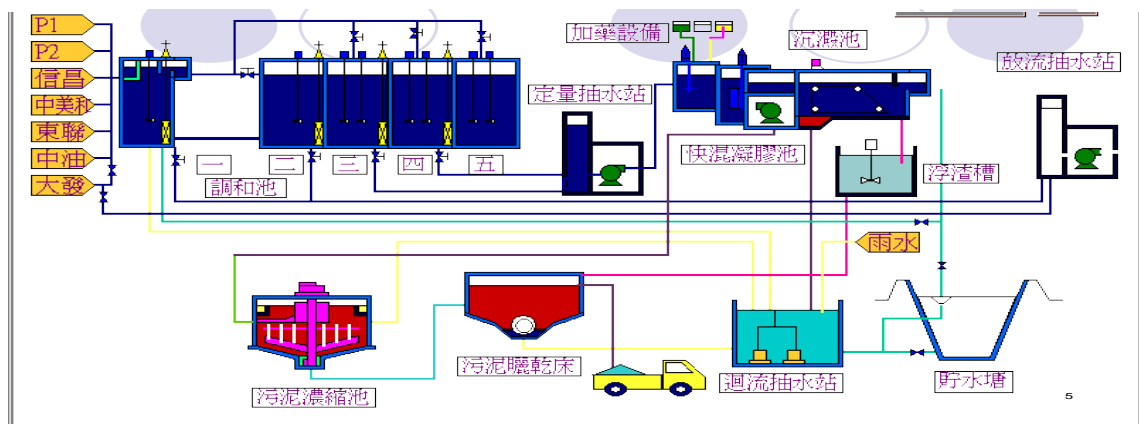 P1
P2
信昌
中美和
東聯
中油
大發
加藥設備
沉澱池
放流抽水站
定量抽水站
快混凝膠池
浮渣槽
一
二
三
四
五
調和池
雨水
污泥濃縮池
污泥曬乾床
迴流抽水站
貯水塘
5